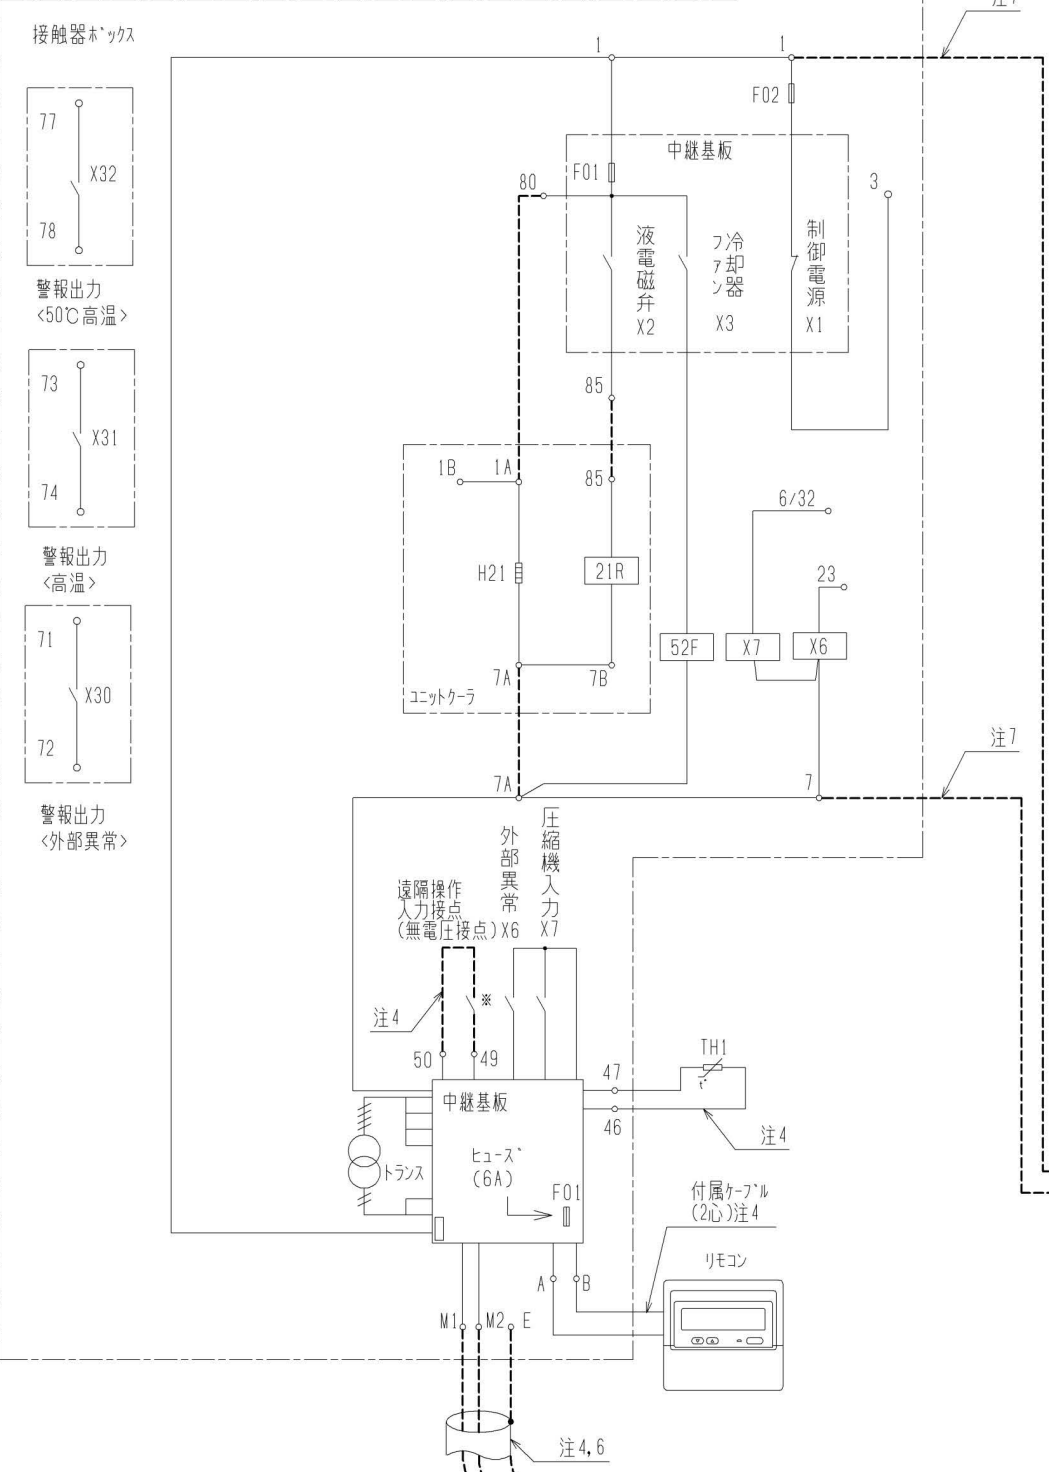 注7
接触器ボックス
77
X32
78
警報出力
<50℃高温>
73
X31
74
警報出力
<高温>
71
X30
72
警報出力
<外部異常>
1
1
F02
中継基板
F01
80
3
液電磁弁
X2
冷却器
ファン
X3
制御電源
X1
85
1B
1A
85
6/32
H21
21R
23
52F
X7
X6
7A
7B
ユニットクーラ
注7
7A
7
遠隔操作
入力接点
(無電圧接点)
外部異常
X6
圧縮機入力
X7
※
注4
50
49
TH1
47
46
中継基板
注4
トランス
ヒューズ
(6A)
F01
付属ケーブル
(2心)注4
リモコン
A
B
M1
M2
E
注4,6